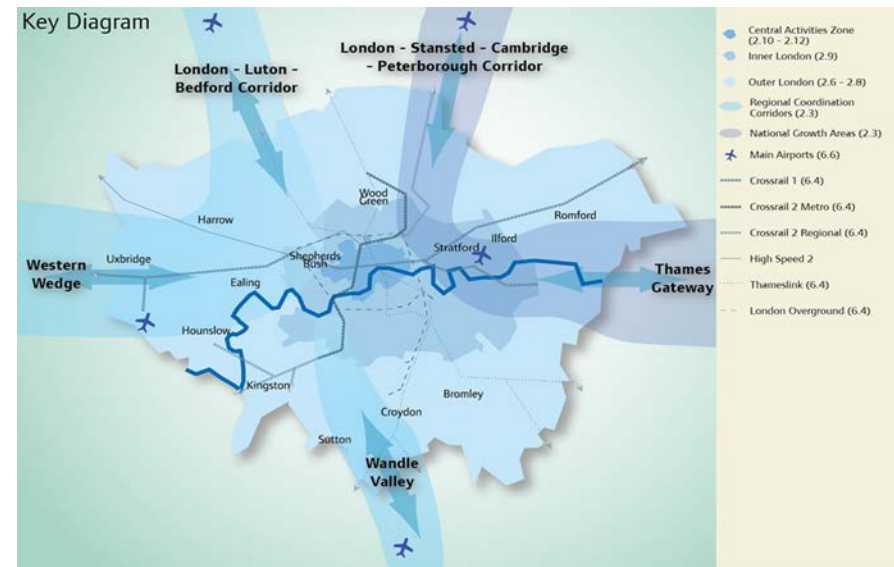 Key Diagram
London - Luton -
Bedford Corridor
London - Stansted - Cambridge
- Peterborough Corridor
Wood
Green
Harrow
Romford
Ilford
Stratford
Shepherds
Bush
Uxbridge
Western
Wedge
Ealing
Thames
Gateway
Hounslow
Kingston
Bromley
Croydon
Sutton
Wandle
Valley
Central Activities Zone
(2.10 - 2.12)
Inner London (2.9)
Outer London (2.6 - 2.8)
Regional Coordination
Corridors (2.3)
National Growth Areas (2.3)
Main Airports (6.6)
Crossrail 1 (6.4)
Crossrail 2 Metro (6.4)
Crossrail 2 Regional (6.4)
High Speed 2
Thameslink (6.4)
London Overground (6.4)